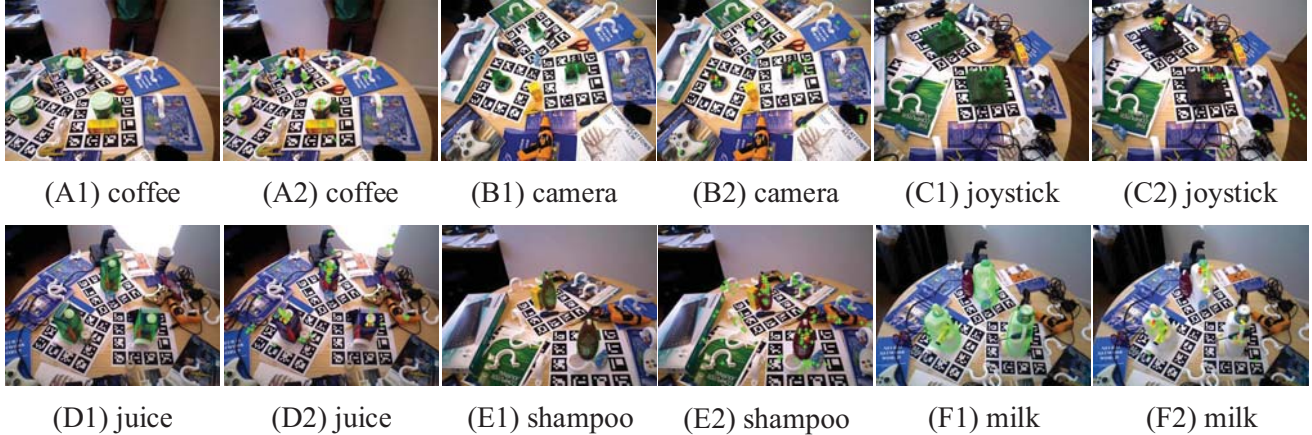 (A1) coffee (A2) coffee (B1) camera (B2) camera (C1) joystick (C2) joystick
(D1) juice (D2) juice (E1) shampoo (E2) shampoo (F1) milk (F2) milk